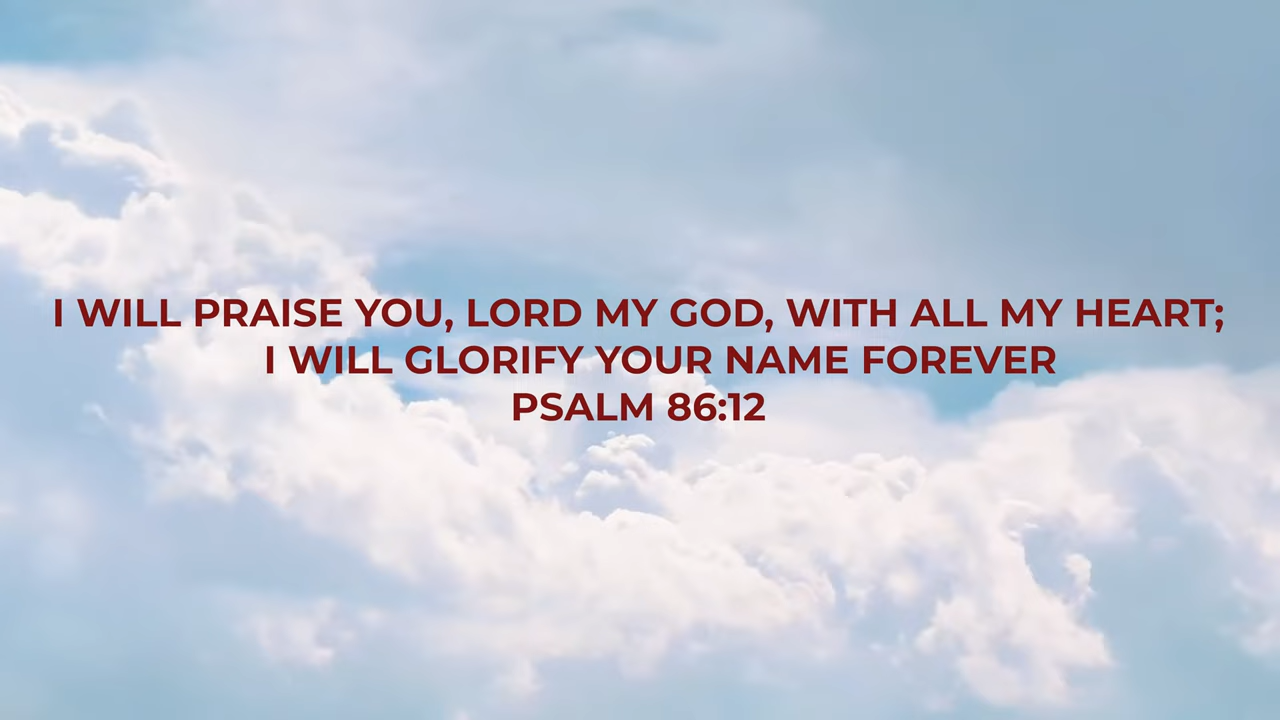 I WILL PRAISE YOU, LORD MY GOD, WITH ALL MY HEART;
I WILL GLORIFY YOUR NAME FOREVER
PSALM 86:12